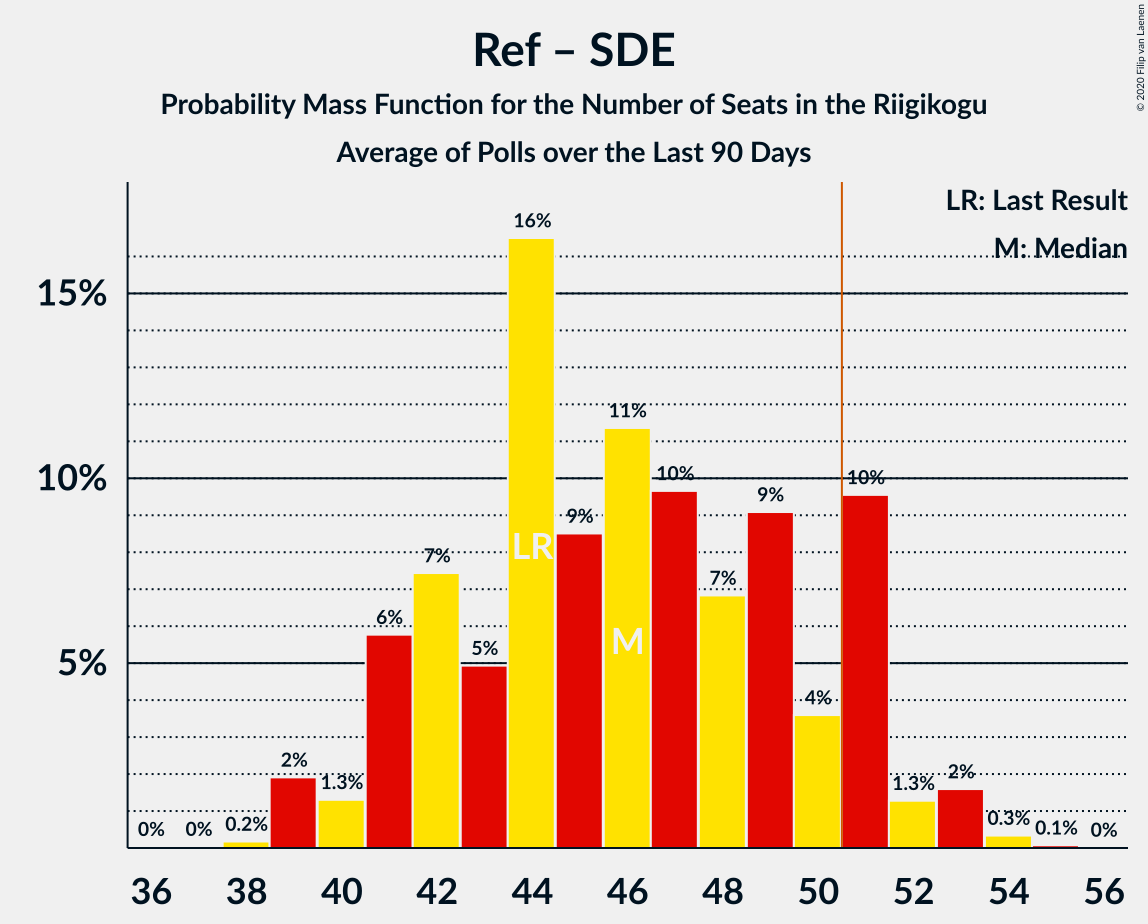 Ref – SDE
Probability Mass Function for the Number of Seats in the Riigikogu
Average of Polls over the Last 90 Days
© 2020 Filip van Laenen
LR: Last Result
M: Median
15%
10%
5%
0%
0%
0.2%
2%
1.3%
6%
7%
5%
16%
9%
11%
10%
7%
9%
4%
10%
1.3%
2%
0.3%
0.1%
0%
LR
M
36 38 40 42 44 46 48 50 52 54 56